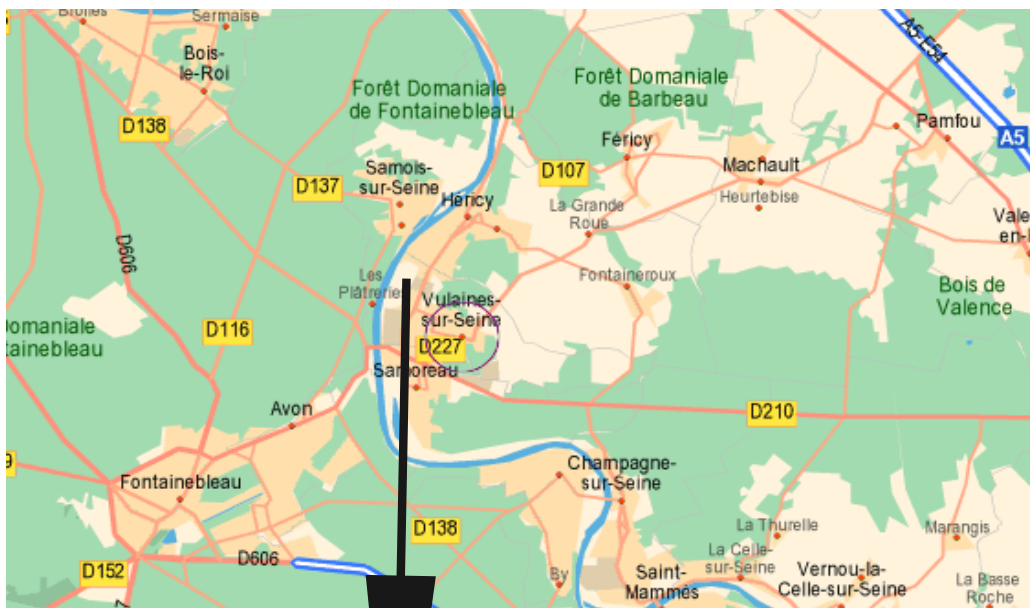 Brolles
Sermaise
Bois-
le-Roi
D138
Forêt Domaniale
de Fontainebleau
Forêt Domaniale
de Barbeau
A5-E54
A5
Pamfou
Féricy
Machault
Heurtebise
D107
D137
Samois-
sur-Seine
Héricy
La Grande
Roue
D606
Les
Plâtreries
Vulaines-
sur-Seine
D227
Fontaineroux
Bois de
Valence
D116
Samoreau
Avon
D210
Fontainebleau
Champagne-
sur-Seine
D138
La Thurelle
Marangis
D606
D152
La Celle-
sur-Seine
By
Saint-
Mammès
Vernou-la-
Celle-sur-Seine
La Basse
Roche